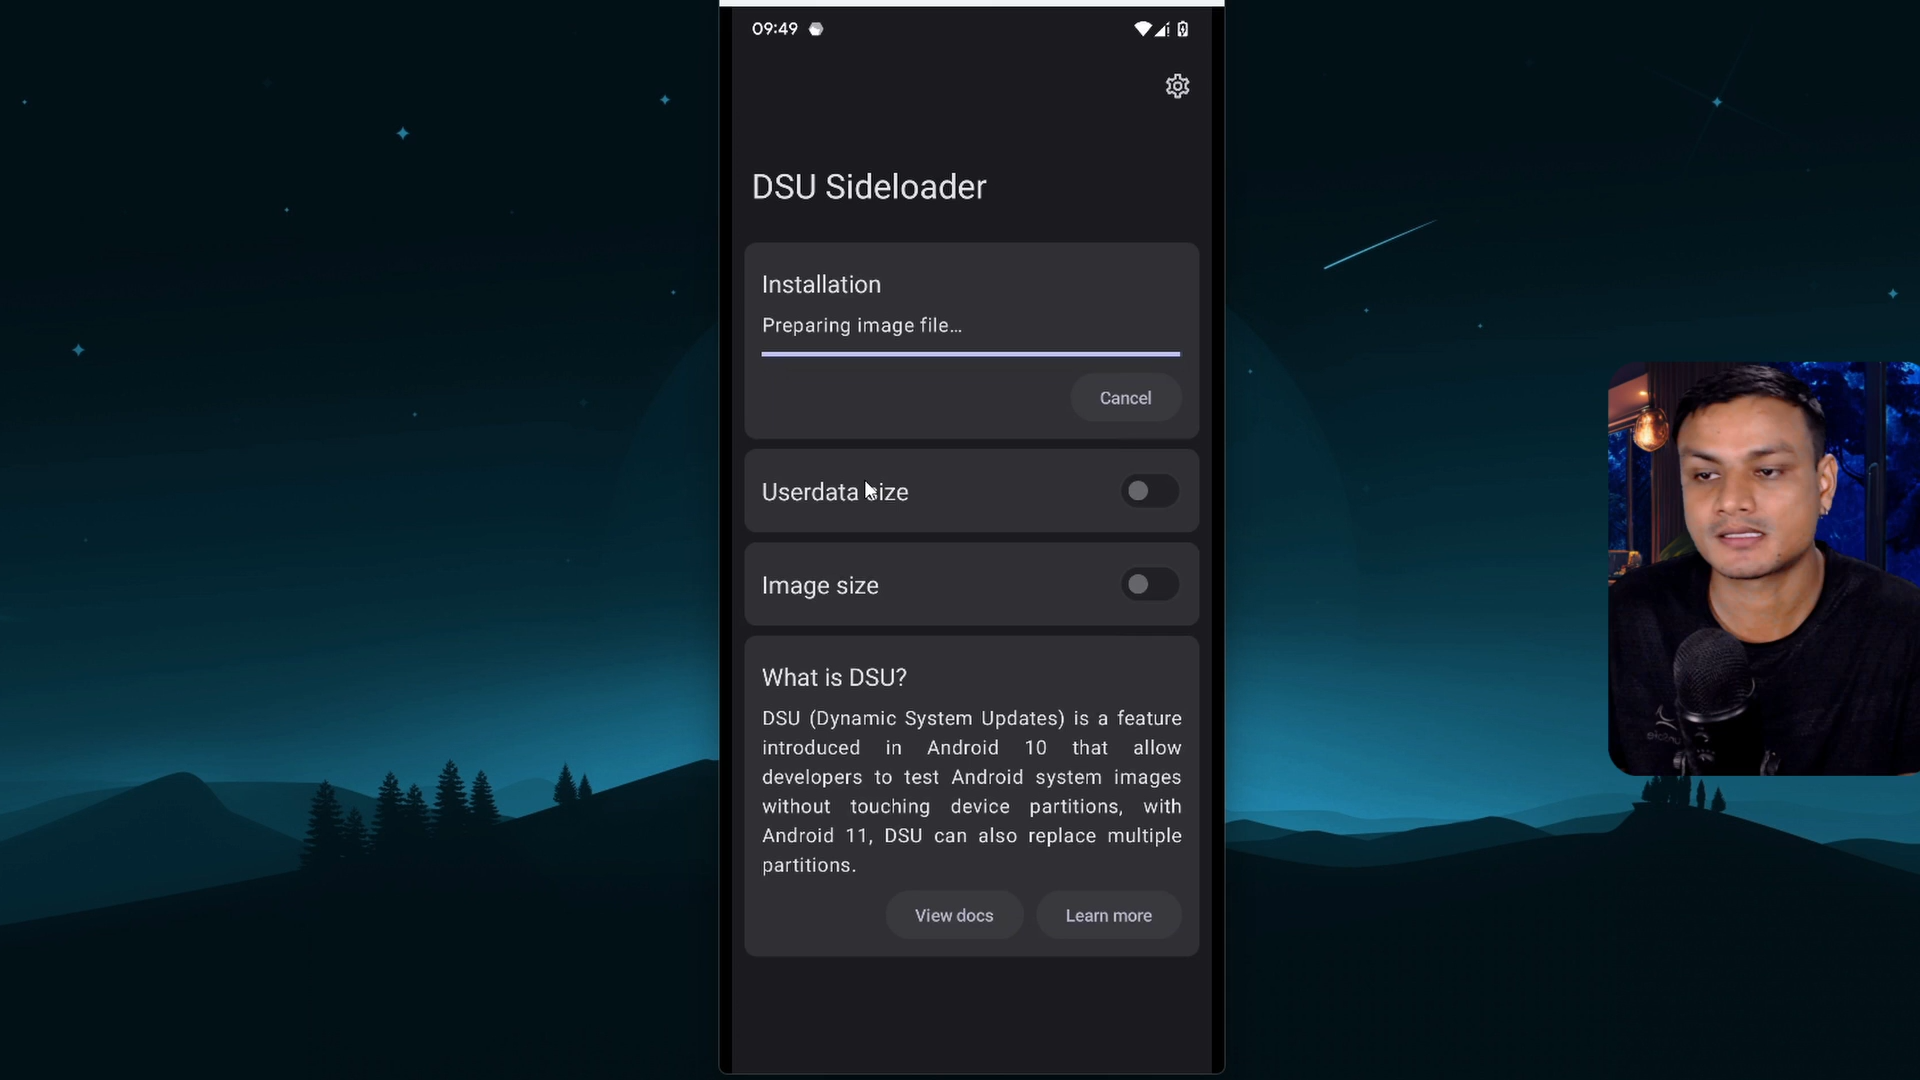 09:49
DSU Sideloader
Installation
Preparing image file...
Cancel
Userdata size
Image size
What is DSU?
DSU (Dynamic System Updates) is a feature
introduced in Android 10 that allow
developers to test Android system images
without touching device partitions, with
Android 11, DSU can also replace multiple
partitions.
View docs
Learn more